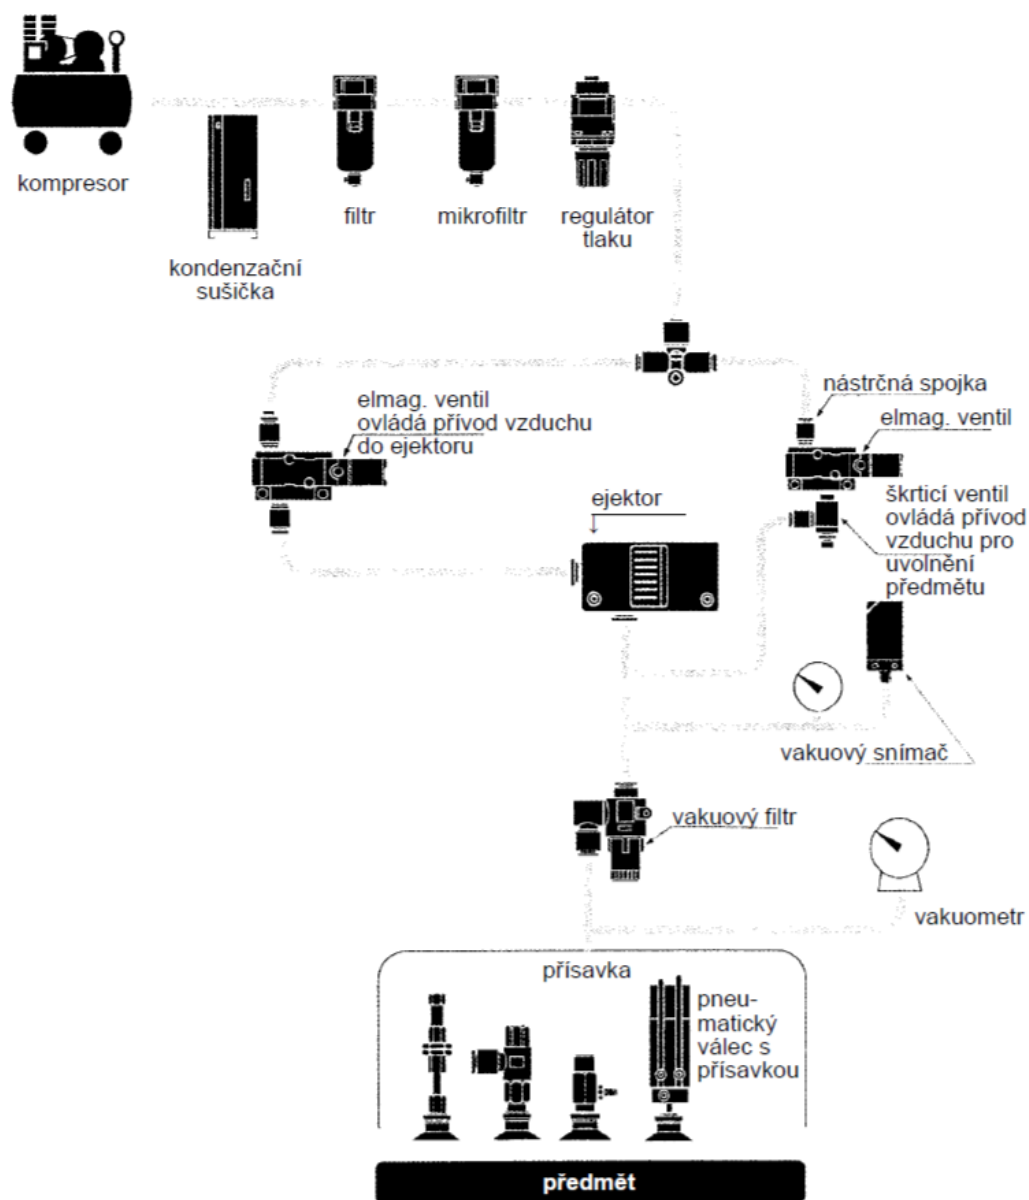 kompresor
filtr
mikrofiltr
regulátor
tlaku
kondenzační
sušička
nástrčná spojka
elmag. ventil
elmag. ventil
ovládá přívod vzduchu
do ejektoru
ejektor
škrticí ventil
ovládá přívod
vzduchu pro
uvolnění
předmětu
vakuový snímač
vakuový filtr
vakuometr
přísavka
pneu-
matický
válec s
přísavkou
předmět